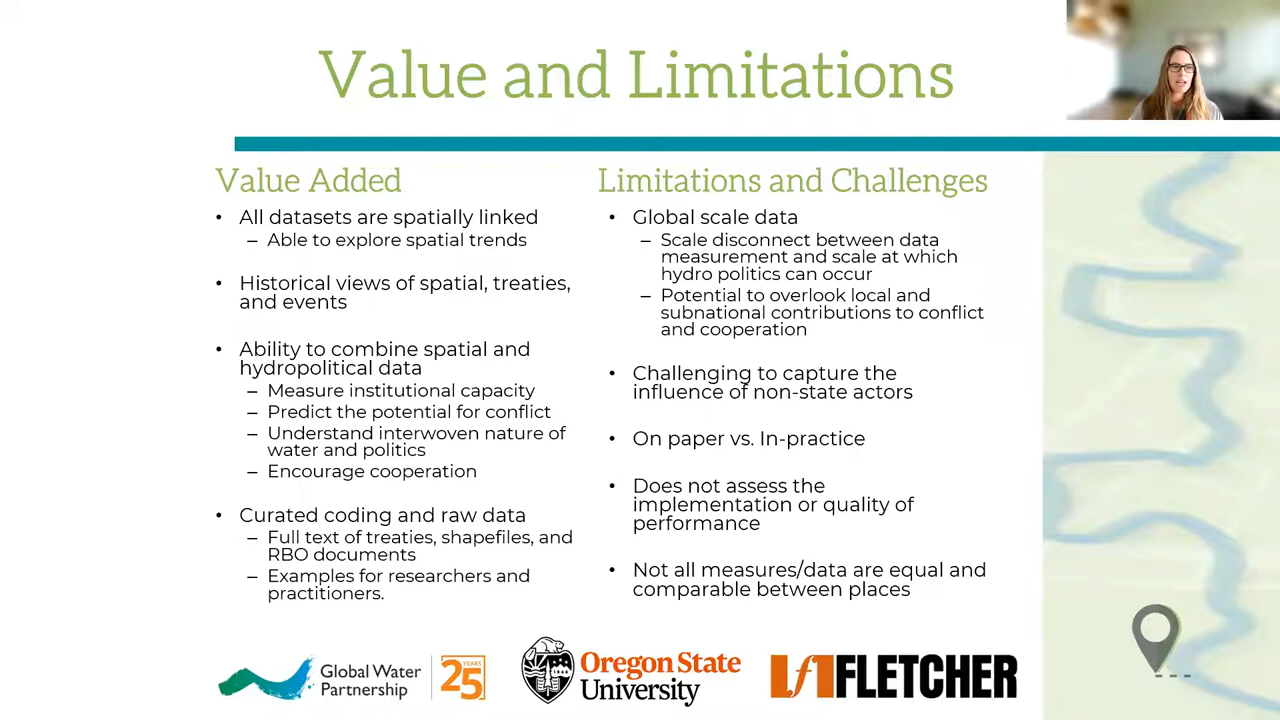 Value and Limitations
Value Added
• All datasets are spatially linked
– Able to explore spatial trends
• Historical views of spatial, treaties,
and events
• Ability to combine spatial and
hydropolitical data
– Measure institutional capacity
– Predict the potential for conflict
– Understand interwoven nature of
water and politics
– Encourage cooperation
• Curated coding and raw data
– Full text of treaties, shapefiles, and
RBO documents
– Examples for researchers and
practitioners.
Limitations and Challenges
• Global scale data
– Scale disconnect between data
measurement and scale at which
hydro politics can occur
– Potential to overlook local and
subnational contributions to conflict
and cooperation
• Challenging to capture the
influence of non-state actors
• On paper vs. In-practice
• Does not assess the
implementation or quality of
performance
• Not all measures/data are equal and
comparable between places
Global Water
Partnership
25 YEARS
Oregon State
University
FLETCHER